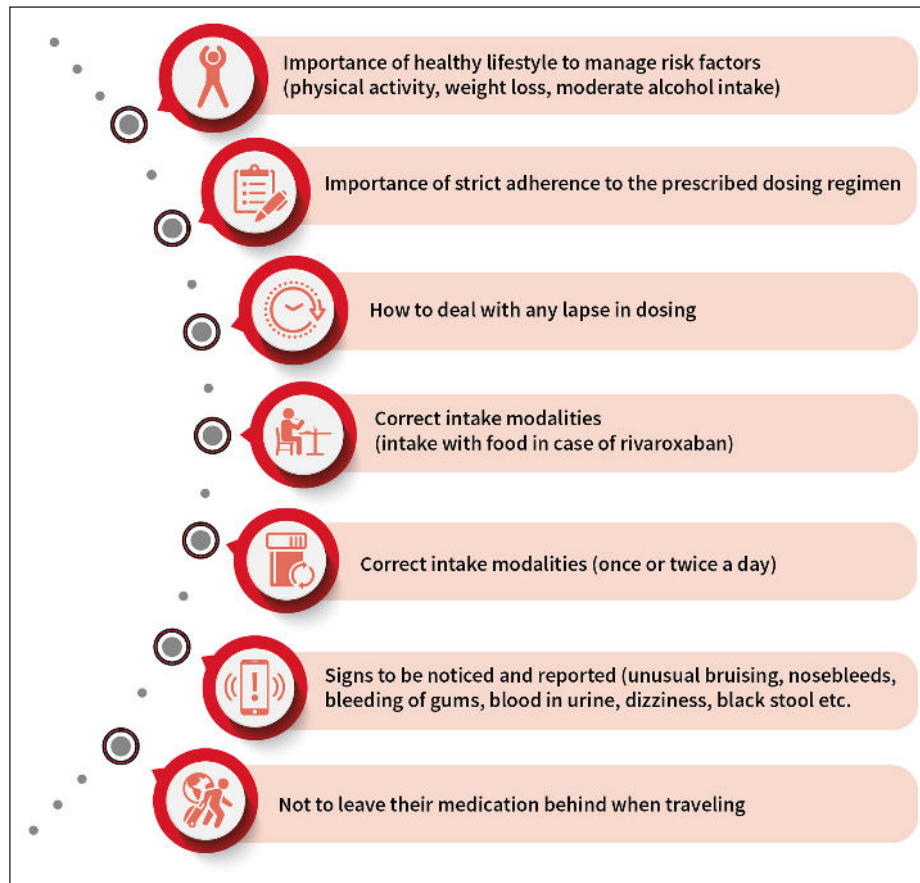 Importance of healthy lifestyle to manage risk factors
(physical activity, weight loss, moderate alcohol intake)
Importance of strict adherence to the prescribed dosing regimen
How to deal with any lapse in dosing
Correct intake modalities
(intake with food in case of rivaroxaban)
Correct intake modalities (once or twice a day)
Signs to be noticed and reported (unusual bruising, nosebleeds,
bleeding of gums, blood in urine, dizziness, black stool etc.
Not to leave their medication behind when traveling